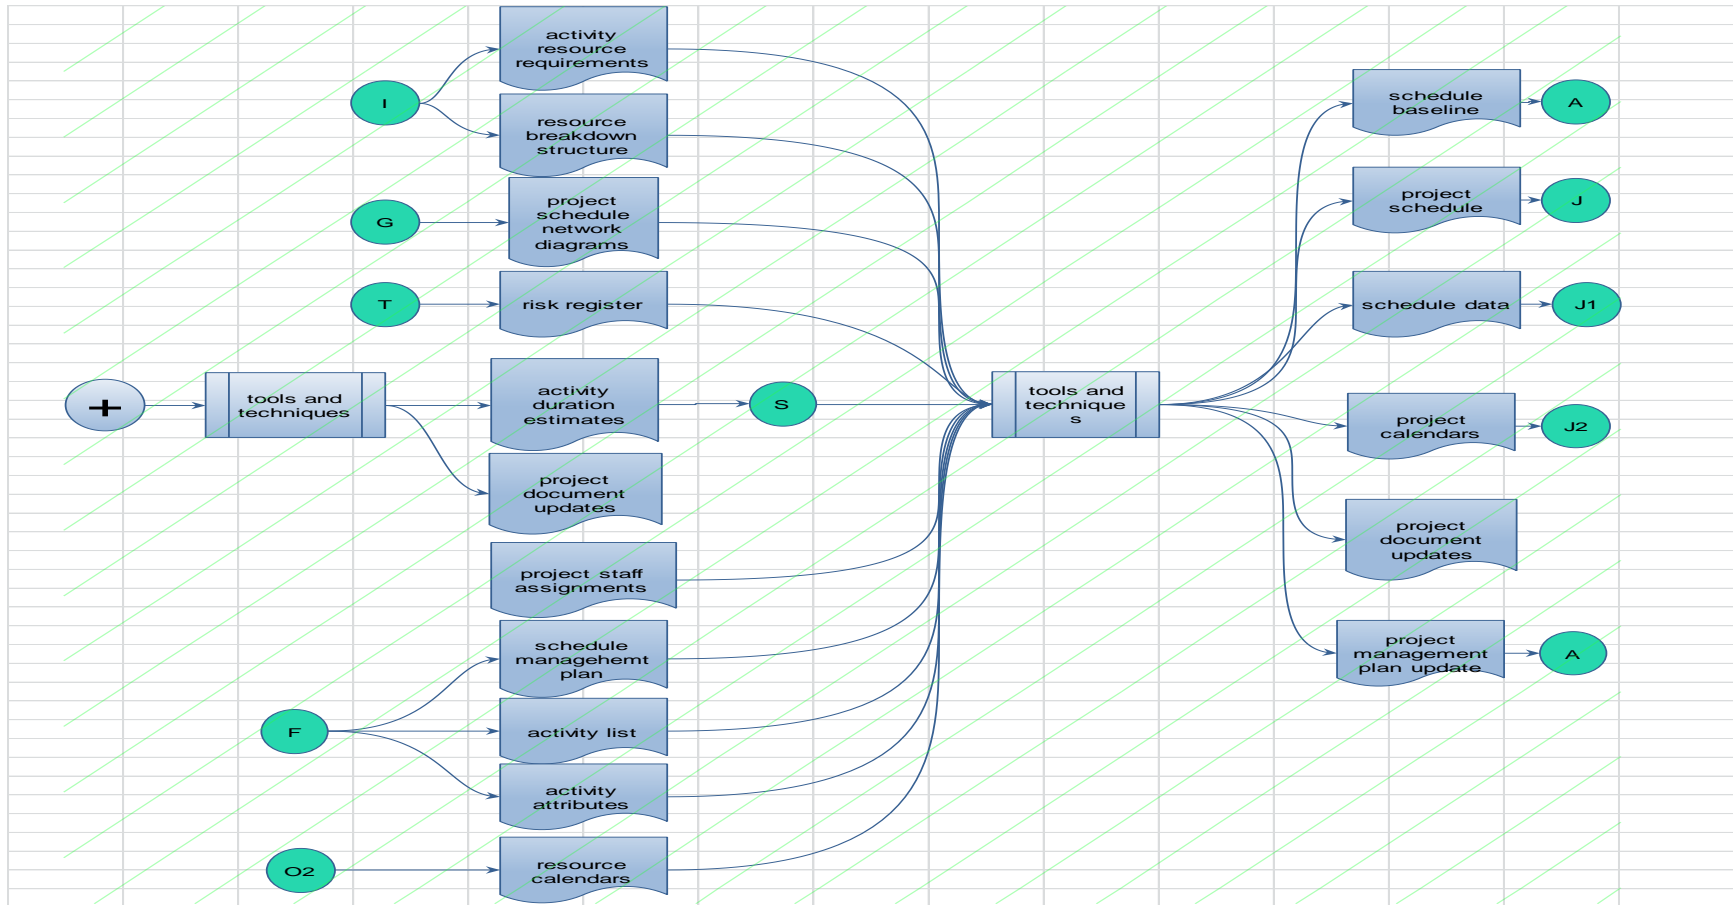 activity
resource
requirements
I
resource
breakdown
structure
G
project
schedule
network
diagrams
T
risk register
+
tools and
techniques
activity
duration
estimates
S
project
document
updates
project staff
assignments
schedule
managehemt
plan
F
activity list
activity
attributes
O2
resource
calendars
tools and
technique
s
schedule
baseline
A
project
schedule
J
schedule data
J1
project
calendars
J2
project
document
updates
project
management
plan update
A